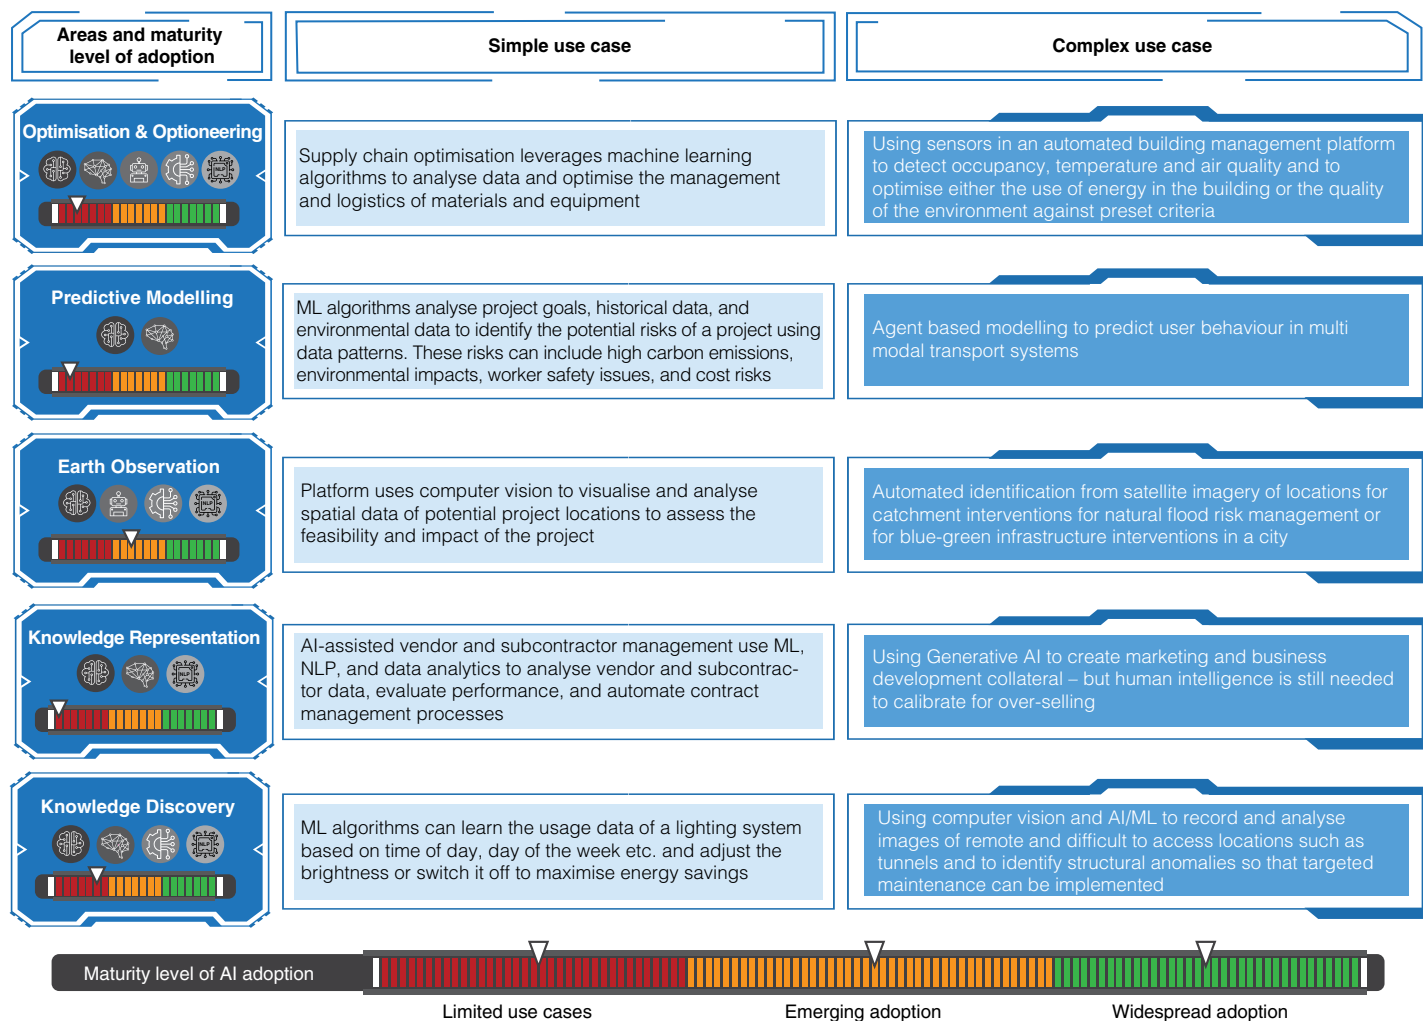 Areas and maturity
level of adoption
Simple use case
Complex use case
Optimisation & Optioneering
NLP
Supply chain optimisation leverages machine learning
algorithms to analyse data and optimise the management
and logistics of materials and equipment
Using sensors in an automated building management platform
to detect occupancy, temperature and air quality and to
optimise either the use of energy in the building or the quality
of the environment against preset criteria
Predictive Modelling
ML algorithms analyse project goals, historical data, and
environmental data to identify the potential risks of a project using
data patterns. These risks can include high carbon emissions,
environmental impacts, worker safety issues, and cost risks
Agent based modelling to predict user behaviour in multi
modal transport systems
Earth Observation
NLP
Platform uses computer vision to visualise and analyse
spatial data of potential project locations to assess the
feasibility and impact of the project
Automated identification from satellite imagery of locations for
catchment interventions for natural flood risk management or
for blue-green infrastructure interventions in a city
Knowledge Representation
NLP
AI-assisted vendor and subcontractor management use ML,
NLP, and data analytics to analyse vendor and subcontrac-
tor data, evaluate performance, and automate contract
management processes
Using Generative AI to create marketing and business
development collateral – but human intelligence is still needed
to calibrate for over-selling
Knowledge Discovery
NLP
ML algorithms can learn the usage data of a lighting system
based on time of day, day of the week etc. and adjust the
brightness or switch it off to maximise energy savings
Using computer vision and AI/ML to record and analyse
images of remote and difficult to access locations such as
tunnels and to identify structural anomalies so that targeted
maintenance can be implemented
Maturity level of AI adoption
Limited use cases
Emerging adoption
Widespread adoption